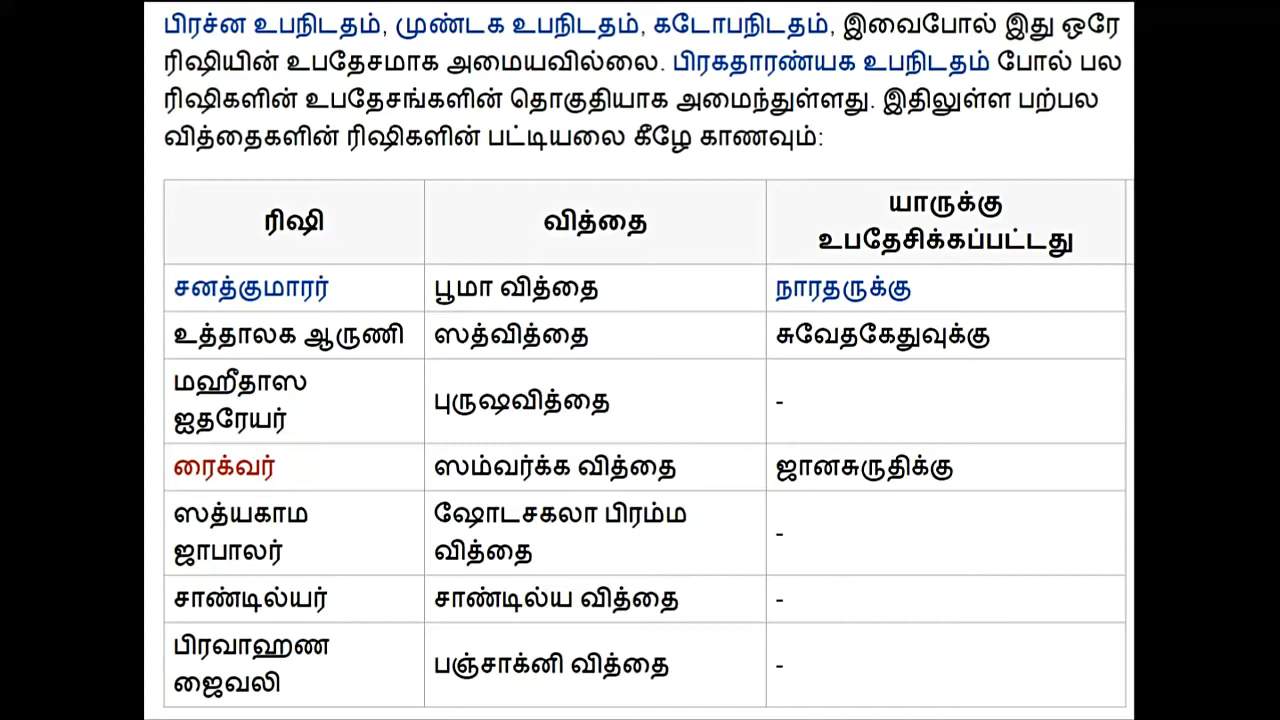 பிரச்ன உபநிடதம், முண்டக உபநிடதம், கடோபநிடதம், இவைபோல் இது ஒரே
ரிஷியின் உபதேசமாக அமையவில்லை. பிரகதாரண்யக உபநிடதம் போல் பல
ரிஷிகளின் உபதேசங்களின் தொகுதியாக அமைந்துள்ளது. இதிலுள்ள பற்பல
வித்தைகளின் ரிஷிகளின் பட்டியலை கீழே காணவும்:
ரிஷி வித்தை யாருக்கு
உபதேசிக்கப்பட்டது
சனத்குமாரர் பூமா வித்தை நாரதருக்கு
உத்தாலக ஆருணி ஸத்வித்தை சுவேதகேதுவுக்கு
மஹீதாஸ
ஐதரேயர் புருஷவித்தை -
ரைக்வர் ஸம்வர்க்க வித்தை ஜானசுருதிக்கு
ஸத்யகாம
ஜாபாலர் ஷோடசகலா பிரம்ம
வித்தை -
சாண்டில்யர் சாண்டில்ய வித்தை -
பிரவாஹண
ஜைவலி பஞ்சாக்னி வித்தை -